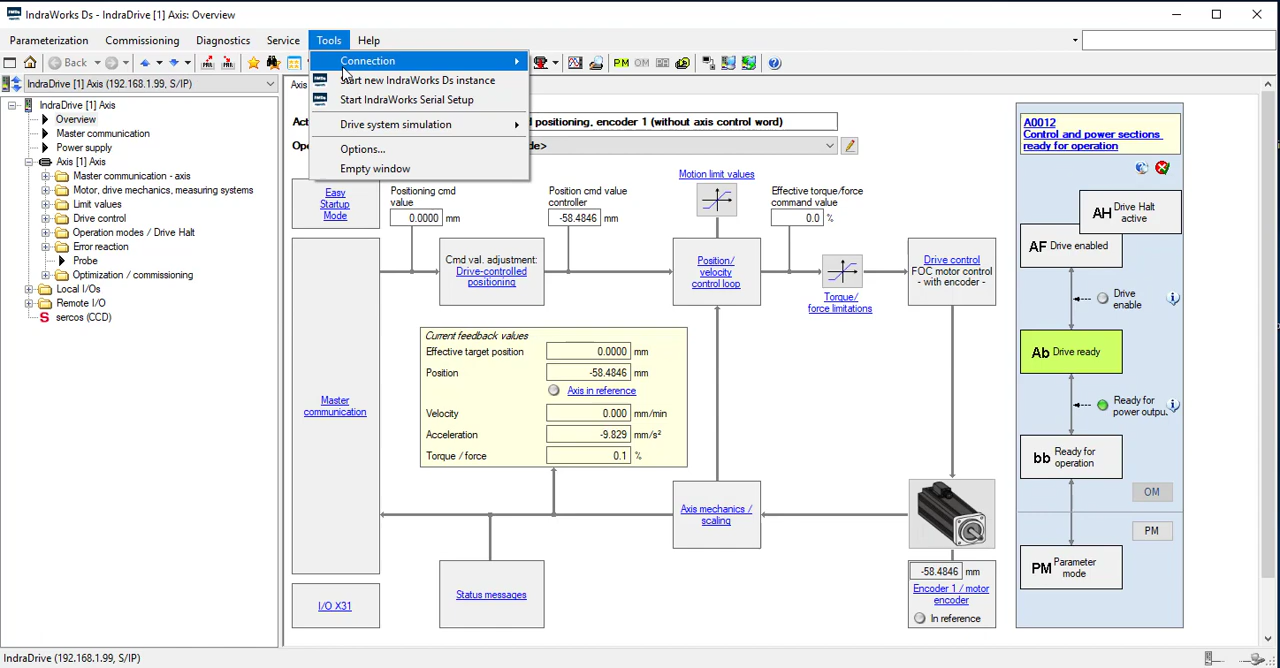 IndraWorks Ds - IndraDrive [1] Axis: Overview
Parameterization Commissioning Diagnostics Service Tools Help
Back PM OM
IndraDrive [1] Axis (192.168.1.99, S/IP)
IndraDrive [1] Axis
Overview
Master communication
Power supply
Axis [1] Axis
Master communication - axis
Motor, drive mechanics, measuring systems
Limit values
Drive control
Operation modes / Drive Halt
Error reaction
Probe
Optimization / commissioning
Local I/Os
Remote I/O
S sercos (CCD)
Connection
Start new IndraWorks Ds instance
Start IndraWorks Serial Setup
Drive system simulation
Options...
Empty window
positioning, encoder 1 (without axis control word)
Easy
Startup
Mode
Positioning cmd
value
0.0000 mm
Position cmd value
controller
-58.4846 mm
Motion limit values
Effective torque/force
command value
0.0 %
Cmd val. adjustment:
Drive-controlled
positioning
Position/
velocity
control loop
Torque/
force limitations
Drive control
FOC motor control
- with encoder -
Master
communication
Current feedback values
Effective target position 0.0000 mm
Position -58.4846 mm
Axis in reference
Velocity 0.000 mm/min
Acceleration -9.829 mm/s²
Torque / force 0.1 %
Axis mechanics /
scaling
I/O X31
Status messages
-58.4846 mm
Encoder 1 / motor
encoder
In reference
A0012
Control and power sections
ready for operation
AH Drive Halt
active
AF Drive enabled
Drive
enable
Ab Drive ready
Ready for
power outpu.
bb Ready for
operation
OM
PM
PM Parameter
mode
IndraDrive (192.168.1.99, S/IP)